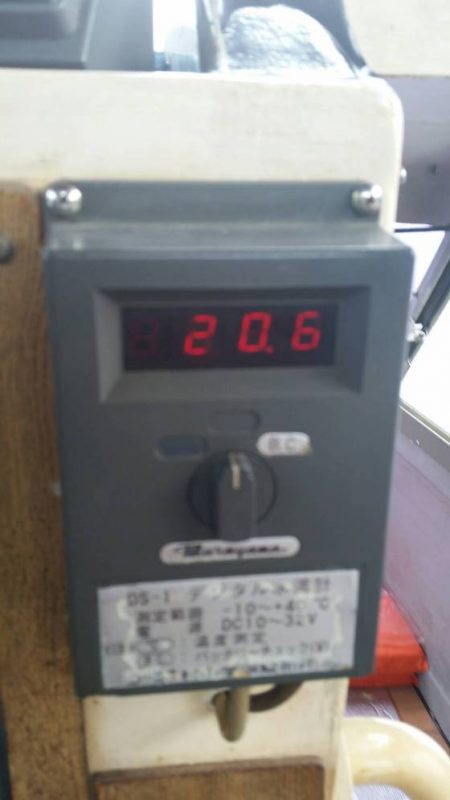 20.6
B.C
Murayama
DS-1 デジタル水温計
測定範囲 -10～+40℃
電 源 DC10～32V
温度測定
バッテリーチェック(V)